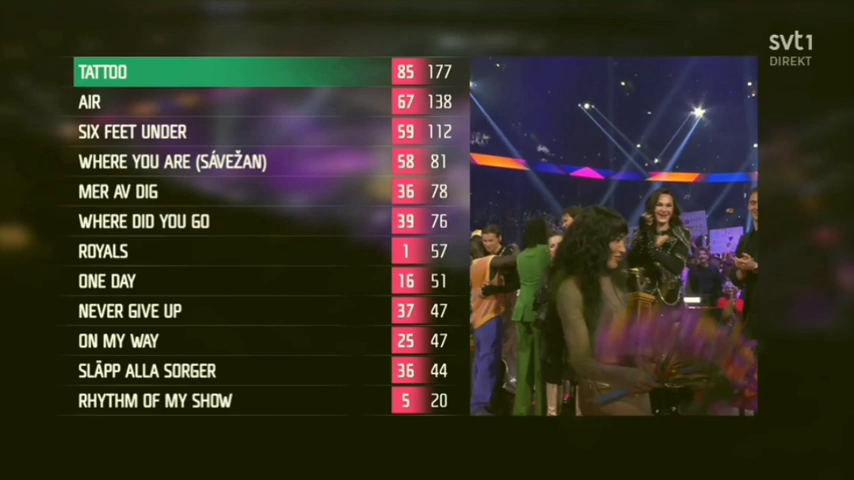 svt1
DIREKT
TATTOO 85 177
AIR 67 138
SIX FEET UNDER 59 112
WHERE YOU ARE (SÁVEŽAN) 58 81
MER AV DIG 36 78
WHERE DID YOU GO 39 76
ROYALS 1 57
ONE DAY 16 51
NEVER GIVE UP 37 47
ON MY WAY 25 47
SLÄPP ALLA SORGER 36 44
RHYTHM OF MY SHOW 5 20